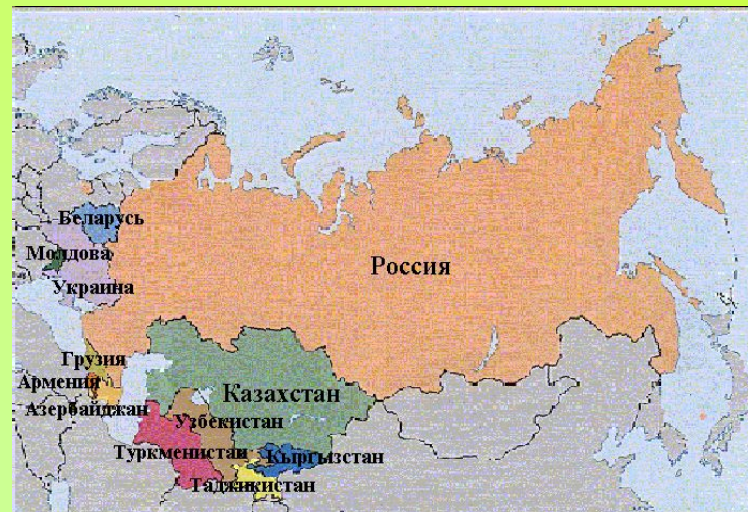 Беларусь
Молдова
Россия
Украина
Грузия
Армения
Казахстан
Азербайджан
Узбекистан
Туркменистан
Кыргызстан
Таджикистан